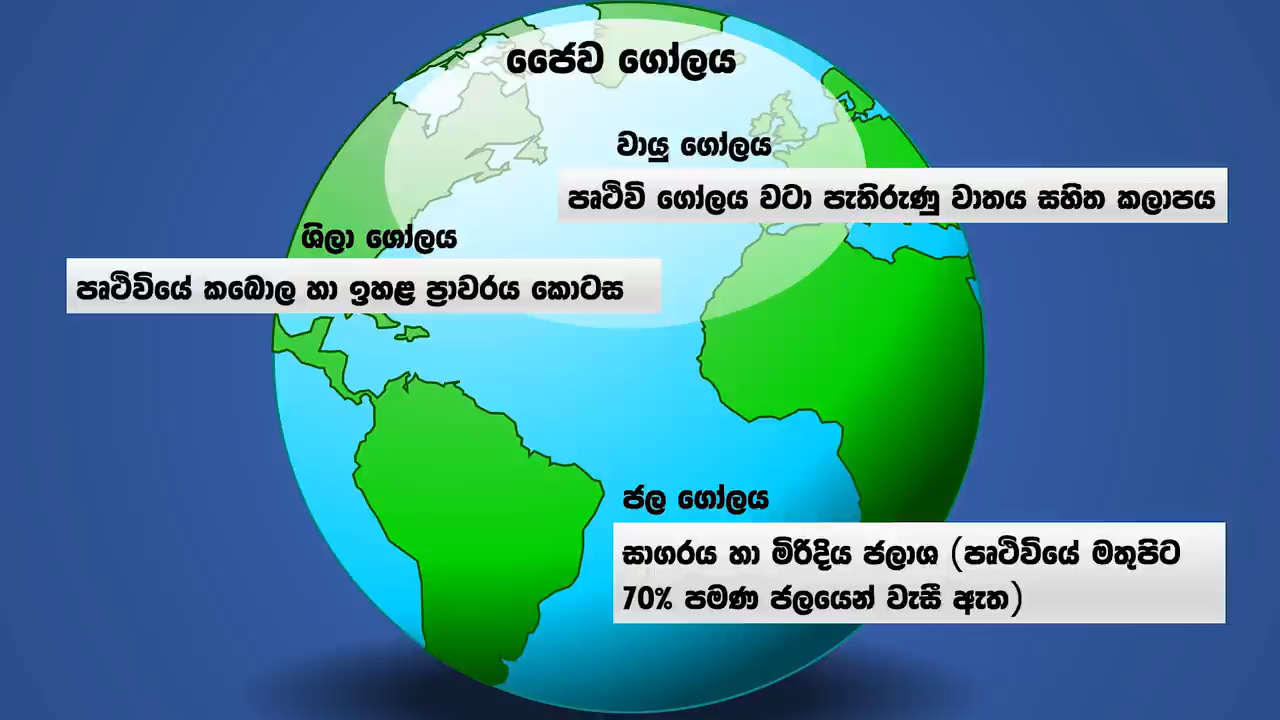 ජෛව ගෝලය
වායු ගෝලය
පෘථිවි ගෝලය වටා පැතිරුණු වාතය සහිත කලාපය
ශිලා ගෝලය
පෘථිවියේ කබොල හා ඉහළ ප්‍රාවරය කොටස
ජල ගෝලය
සාගරය හා මිරිදිය ජලාශ (පෘථිවියේ මතුපිට
70% පමණ ජලයෙන් වැසී ඇත)